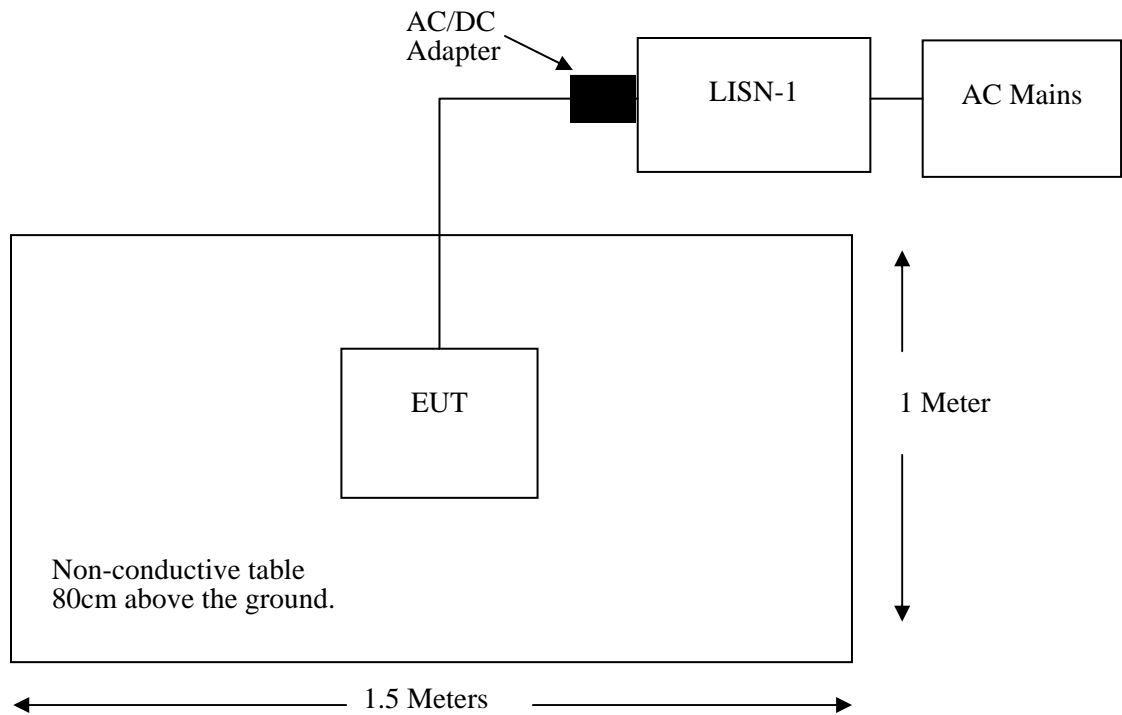 AC/DC
Adapter
LISN-1
AC Mains
EUT
1 Meter
Non-conductive table
80cm above the ground.
1.5 Meters